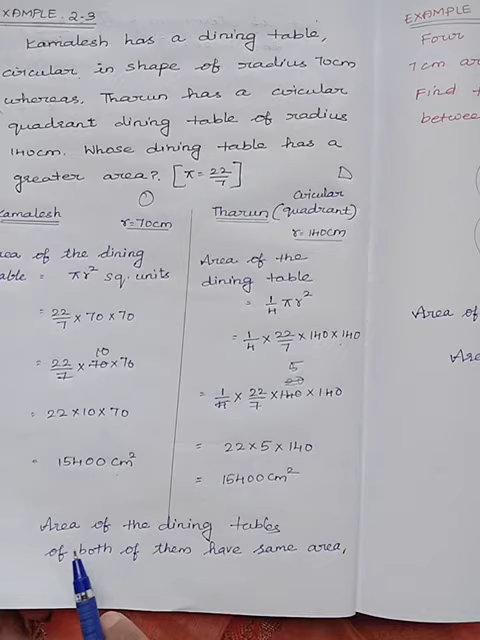 EXAMPLE 2.3
Kamalesh has a dining table,
circular in shape of radius 70cm
whereas, Tharun has a circular
quadrant dining table of radius
140cm. Whose dining table has a
greater area? [π = 22/7]
Kamalesh
r=70cm
Area of the dining
table = πr² sq. units
= 22/7 × 70 × 70
= 22/7 × 70 × 70
10
= 22 × 10 × 70
= 15400 cm²
Circular
Tharun (quadrant)
r=140cm
Area of the
dining table
= 1/4 πr²
= 1/4 × 22/7 × 140 × 140
5
20
= 1/4 × 22/7 × 140 × 140
= 22 × 5 × 140
= 15400 cm²
Area of the dining tables
of both of them have same area,
EXAMPLE
Four
7cm
Find
Area of